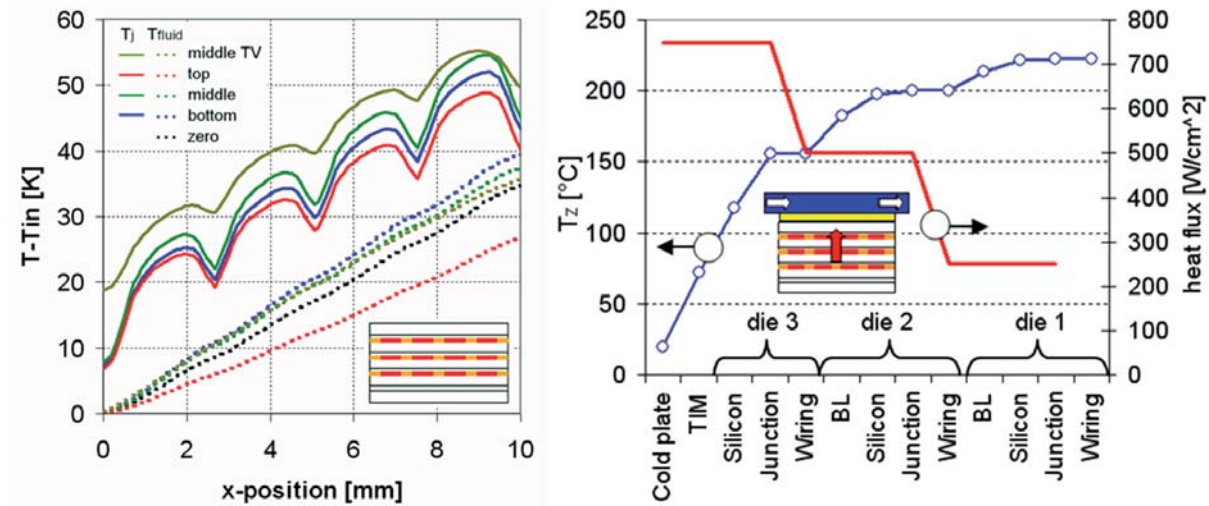 60
50
40
30
20
10
0
T-Tin [K]
Tj Tfluid
middle TV
top
middle
bottom
zero
0 2 4 6 8 10
x-position [mm]
250
200
150
100
50
0
Tz [°C]
800
700
600
500
400
300
200
100
0
heat flux [W/cm^2]
die 3 die 2 die 1
Cold plate
TIM
Silicon
Junction
Wiring
BL
Silicon
Junction
Wiring
BL
Silicon
Junction
Wiring